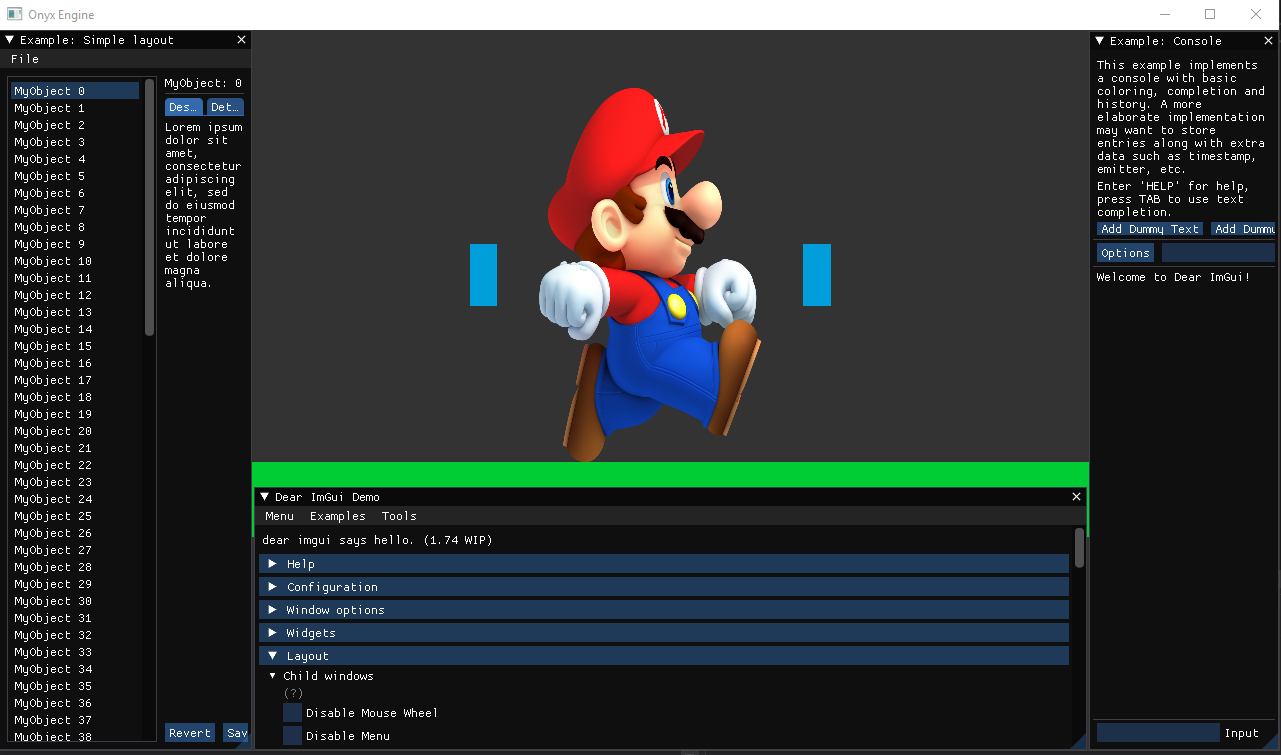 Onyx Engine
Example: Simple layout
File
MyObject 0
MyObject 1
MyObject 2
MyObject 3
MyObject 4
MyObject 5
MyObject 6
MyObject 7
MyObject 8
MyObject 9
MyObject 10
MyObject 11
MyObject 12
MyObject 13
MyObject 14
MyObject 15
MyObject 16
MyObject 17
MyObject 18
MyObject 19
MyObject 20
MyObject 21
MyObject 22
MyObject 23
MyObject 24
MyObject 25
MyObject 26
MyObject 27
MyObject 28
MyObject 29
MyObject 30
MyObject 31
MyObject 32
MyObject 33
MyObject 34
MyObject 35
MyObject 36
MyObject 37
MyObject 38
MyObject: 0
Des… Det…
Lorem ipsum
dolor sit
amet,
consectetur
adipiscing
elit, sed
do eiusmod
tempor
incididunt
ut labore
et dolore
magna
aliqua.
Revert Sav
Dear ImGui Demo
Menu Examples Tools
dear imgui says hello. (1.74 WIP)
Help
Configuration
Window options
Widgets
Layout
Child windows
(?)
Disable Mouse Wheel
Disable Menu
Example: Console
This example implements
a console with basic
coloring, completion and
history. A more
elaborate implementation
may want to store
entries along with extra
data such as timestamp,
emitter, etc.
Enter 'HELP' for help,
press TAB to use text
completion.
Add Dummy Text Add Dummy
Options
Welcome to Dear ImGui!
Input